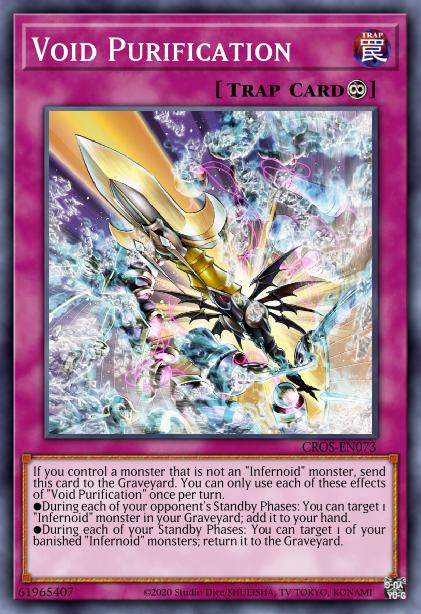 VOID PURIFICATION
TRAP
罠
[TRAP CARD∞]
CROS-EN073
If you control a monster that is not an "Infernoid" monster, send
this card to the Graveyard. You can only use each of these effects
of "Void Purification" once per turn.
●During each of your opponent's Standby Phases: You can target 1
"Infernoid" monster in your Graveyard; add it to your hand.
●During each of your Standby Phases: You can target 1 of your
banished "Infernoid" monsters; return it to the Graveyard.
61965407
©2020 Studio Dice/SHUEISHA, TV TOKYO, KONAMI